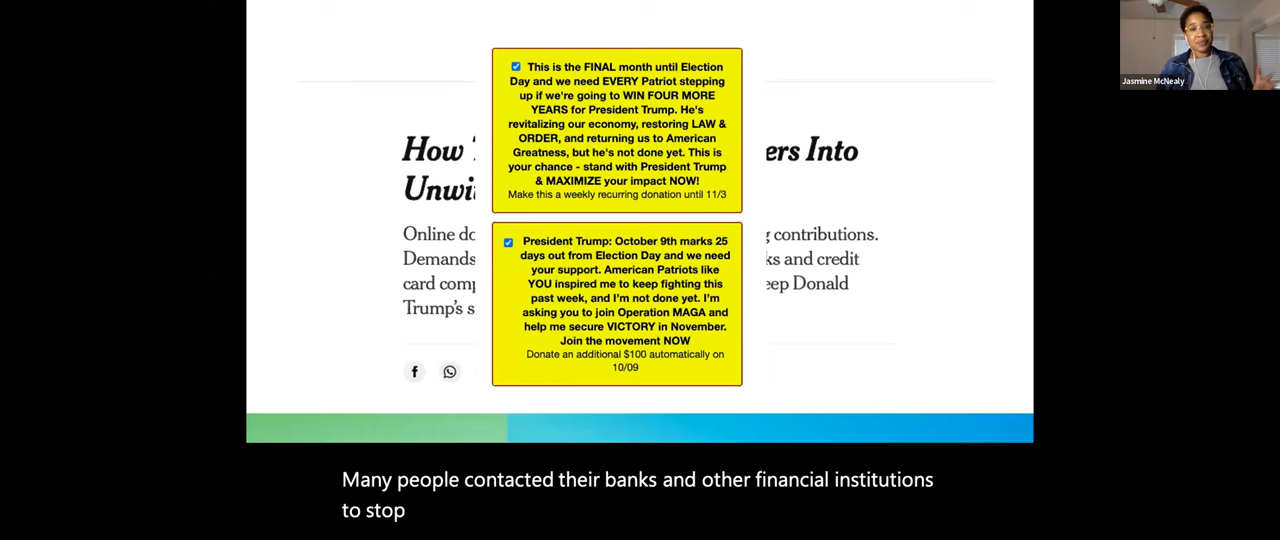 Jasmine McNealy
This is the FINAL month until Election
Day and we need EVERY Patriot stepping
up if we're going to WIN FOUR MORE
YEARS for President Trump. He's
revitalizing our economy, restoring LAW &
ORDER, and returning us to American
Greatness, but he's not done yet. This is
your chance - stand with President Trump
& MAXIMIZE your impact NOW!
Make this a weekly recurring donation until 11/3
President Trump: October 9th marks 25
days out from Election Day and we need
your support. American Patriots like
YOU inspired me to keep fighting this
past week, and I'm not done yet. I'm
asking you to join Operation MAGA and
help me secure VICTORY in November.
Join the movement NOW
Donate an additional $100 automatically on
10/09
How ers Into
Unwi
Online do contributions.
Demands ks and credit
card comp eep Donald
Trump's s
Many people contacted their banks and other financial institutions
to stop